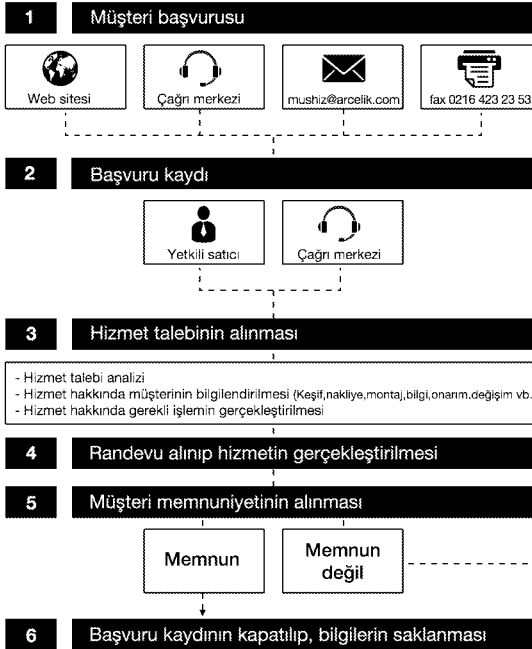 1 Müşteri başvurusu
Web sitesi
Çağrı merkezi
mushiz@arcelik.com
fax 0216 423 23 53
2 Başvuru kaydı
Yetkili satıcı
Çağrı merkezi
3 Hizmet talebinin alınması
- Hizmet talebi analizi
- Hizmet hakkında müşterinin bilgilendirilmesi (Keşif,nakliye,montaj,bilgi,onarım,değişim vb.
- Hizmet hakkında gerekli işlemin gerçekleştirilmesi
4 Randevu alınıp hizmetin gerçekleştirilmesi
5 Müşteri memnuniyetinin alınması
Memnun
Memnun
değil
6 Başvuru kaydının kapatılıp, bilgilerin saklanması